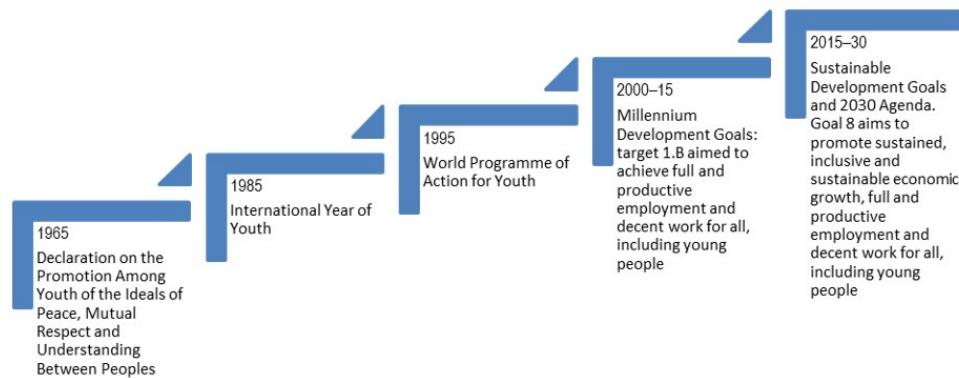 1965
Declaration on the
Promotion Among
Youth of the Ideals of
Peace, Mutual
Respect and
Understanding
Between Peoples
1985
International Year of
Youth
1995
World Programme of
Action for Youth
2000–15
Millennium
Development Goals:
target 1.B aimed to
achieve full and
productive
employment and
decent work for all,
including young
people
2015–30
Sustainable
Development Goals
and 2030 Agenda.
Goal 8 aims to
promote sustained,
inclusive and
sustainable economic
growth, full and
productive
employment and
decent work for all,
including young
people